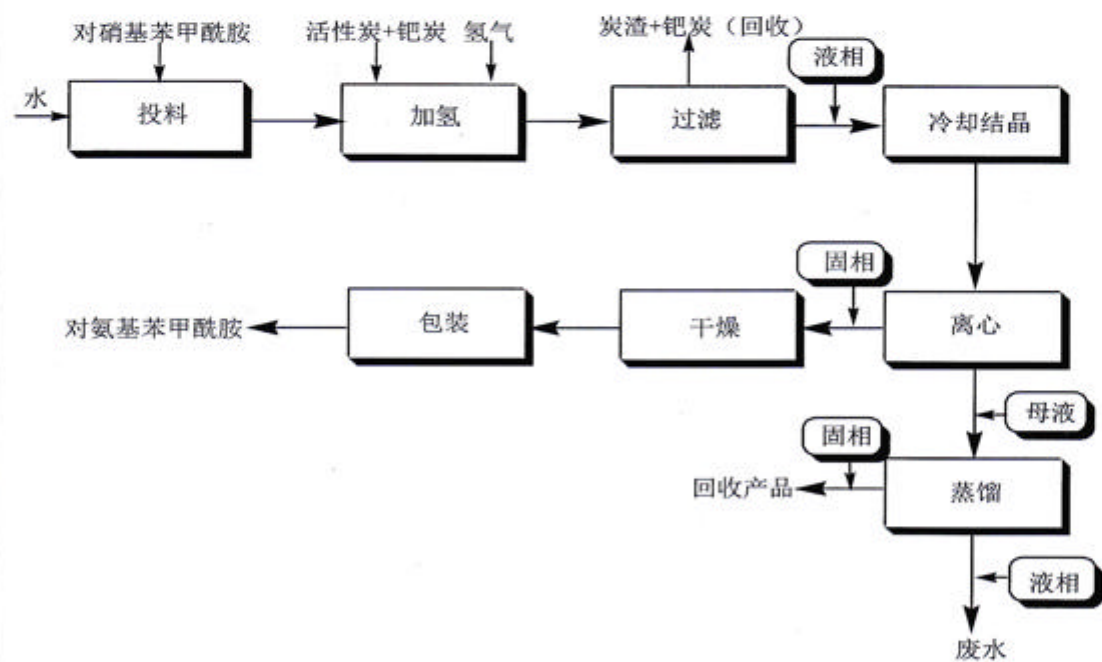 对硝基苯甲酰胺
活性炭+钯炭
氢气
炭渣+钯炭（回收）
液相
水
投料
加氢
过滤
冷却结晶
固相
对氨基苯甲酰胺
包装
干燥
离心
母液
固相
回收产品
蒸馏
液相
废水